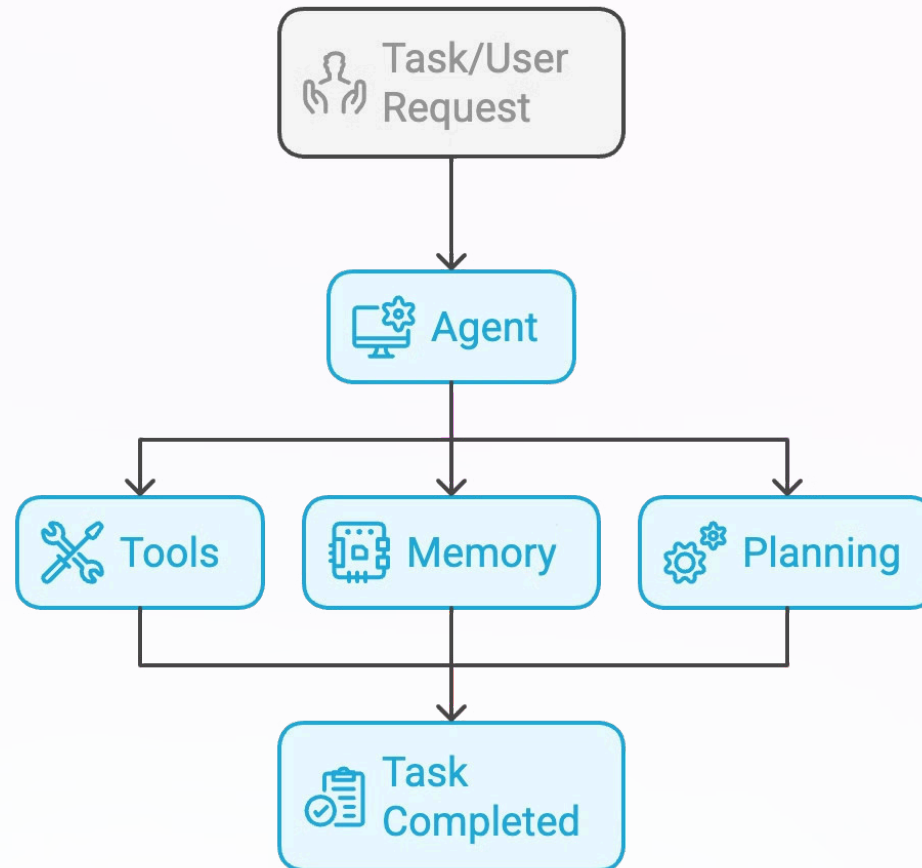 Task/User
Request
Agent
Tools
Memory
Planning
Task
Completed